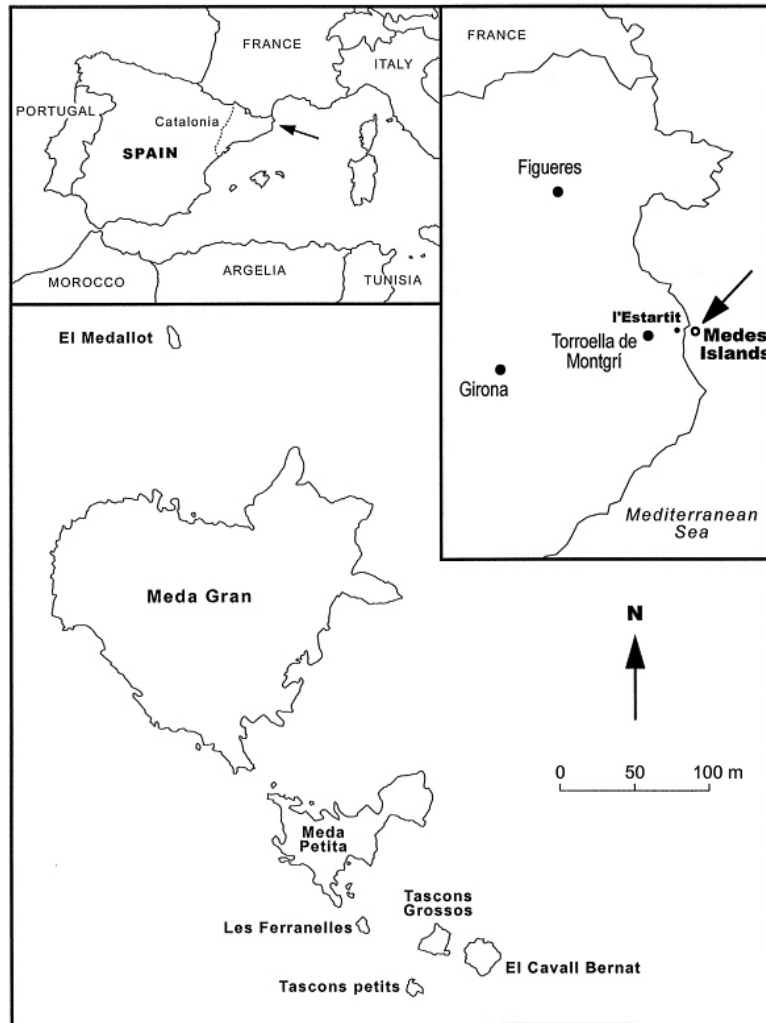 FRANCE
ITALY
PORTUGAL
Catalonia
SPAIN
MOROCCO
ARGELIA
TUNISIA
FRANCE
Figueres
l'Estartit
Medes
Islands
Torroella de
Montgrí
Girona
Mediterranean
Sea
El Medallot
Meda Gran
N
0 50 100 m
Meda
Petita
Tascons
Grossos
Les Ferranelles
El Cavall Bernat
Tascons petits